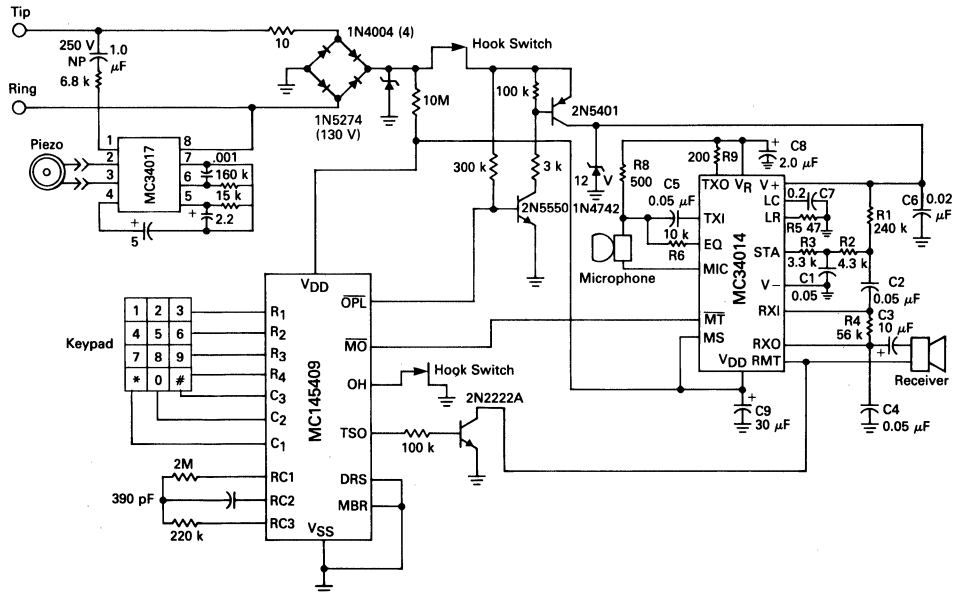 Tip
250 V
NP
1.0
μF
6.8 k
Ring
10
1N4004 (4)
1N5274
(130 V)
Hook Switch
10M
100 k
2N5401
300 k
3 k
2N5550
12 V
1N4742
Piezo
1
2
3
4
MC34017
8
7
6
5
.001
160 k
15 k
+
2.2
+
5
R8
500
C5
0.05 μF
10 k
R6
Microphone
200
R9
+
C8
2.0 μF
TXO
VR
V+
LC
LR
TXI
EQ
STA
MIC
V−
RXI
MT
MS
RXO
VDD
RMT
MC34014
0.2
C7
R5
47
R1
240 k
C6
0.02
μF
R3
3.3 k
R2
4.3 k
C1
0.05
C2
0.05 μF
R4
56 k
C3
10 μF
+
Receiver
C4
0.05 μF
+
C9
30 μF
Keypad
1 2 3
4 5 6
7 8 9
* 0 #
VDD
R1
R2
R3
R4
C3
C2
C1
RC1
RC2
RC3
VSS
MC145409
OPL
MO
OH
TSO
DRS
MBR
Hook Switch
2N2222A
100 k
2M
390 pF
220 k